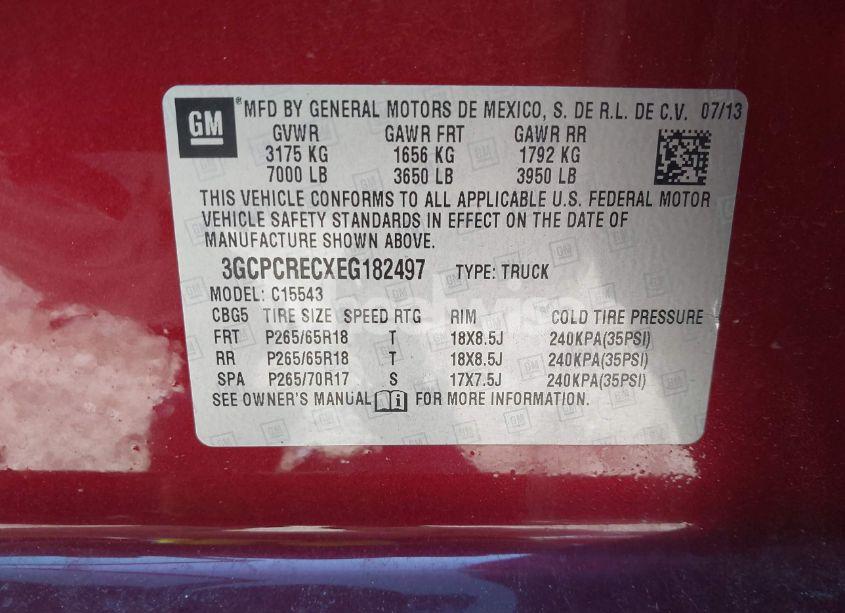 GM ® MFD BY GENERAL MOTORS DE MEXICO, S. DE R.L. DE C.V. 07/13
GVWR GAWR FRT GAWR RR
3175 KG 1656 KG 1792 KG
7000 LB 3650 LB 3950 LB
THIS VEHICLE CONFORMS TO ALL APPLICABLE U.S. FEDERAL MOTOR
VEHICLE SAFETY STANDARDS IN EFFECT ON THE DATE OF
MANUFACTURE SHOWN ABOVE.
3GCPCRECXEG182497 TYPE: TRUCK
MODEL: C15543
CBG5 TIRE SIZE SPEED RTG RIM COLD TIRE PRESSURE
FRT P265/65R18 T 18X8.5J 240KPA(35PSI)
RR P265/65R18 T 18X8.5J 240KPA(35PSI)
SPA P265/70R17 S 17X7.5J 240KPA(35PSI)
SEE OWNER'S MANUAL i FOR MORE INFORMATION.